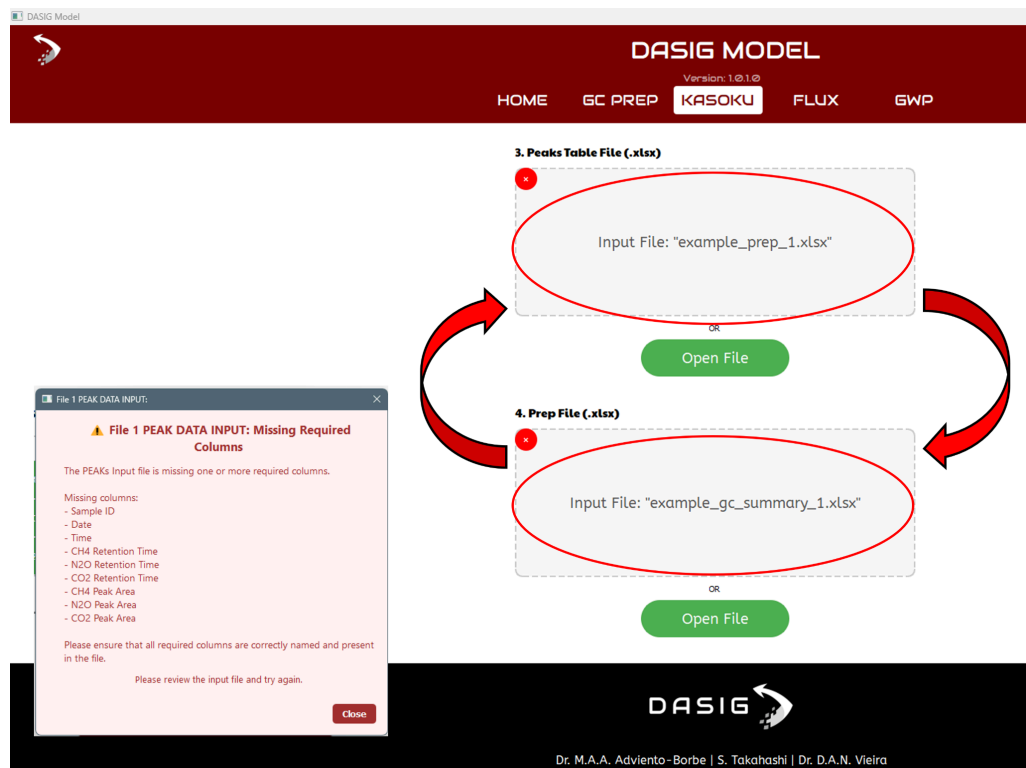 DASIG Model
DASIG MODEL
Version: 1.0.1.0
HOME GC PREP KASOKU FLUX GWP
3. Peaks Table File (.xlsx)
×
Input File: "example_prep_1.xlsx"
OR
Open File
4. Prep File (.xlsx)
×
Input File: "example_gc_summary_1.xlsx"
OR
Open File
File 1 PEAK DATA INPUT:
⚠ File 1 PEAK DATA INPUT: Missing Required
Columns
The PEAKs Input file is missing one or more required columns.
Missing columns:
- Sample ID
- Date
- Time
- CH4 Retention Time
- N2O Retention Time
- CO2 Retention Time
- CH4 Peak Area
- N2O Peak Area
- CO2 Peak Area
Please ensure that all required columns are correctly named and present
in the file.
Please review the input file and try again.
Close
DASIG
Dr. M.A.A. Adviento-Borbe | S. Takahashi | Dr. D.A.N. Vieira